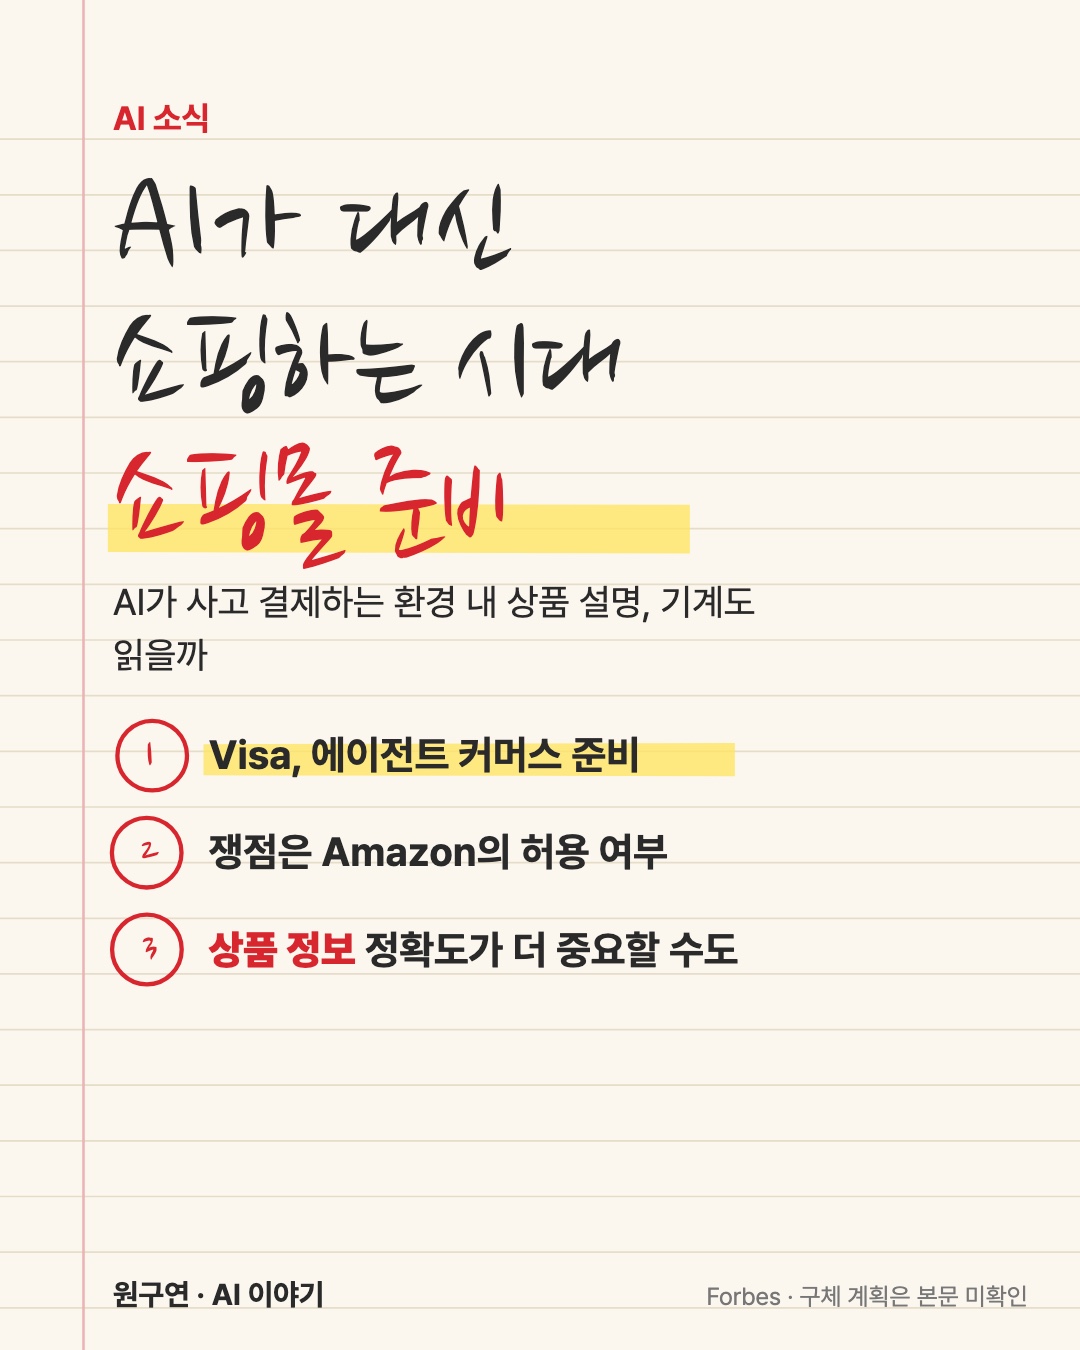 AI 소식
AI가 대신
쇼핑하는 시대
쇼핑몰 준비
AI가 사고 결제하는 환경 내 상품 설명, 기계도
읽을까
1 Visa, 에이전트 커머스 준비
2 쟁점은 Amazon의 허용 여부
3 상품 정보 정확도가 더 중요할 수도
원구연 · AI 이야기
Forbes · 구체 계획은 본문 미확인